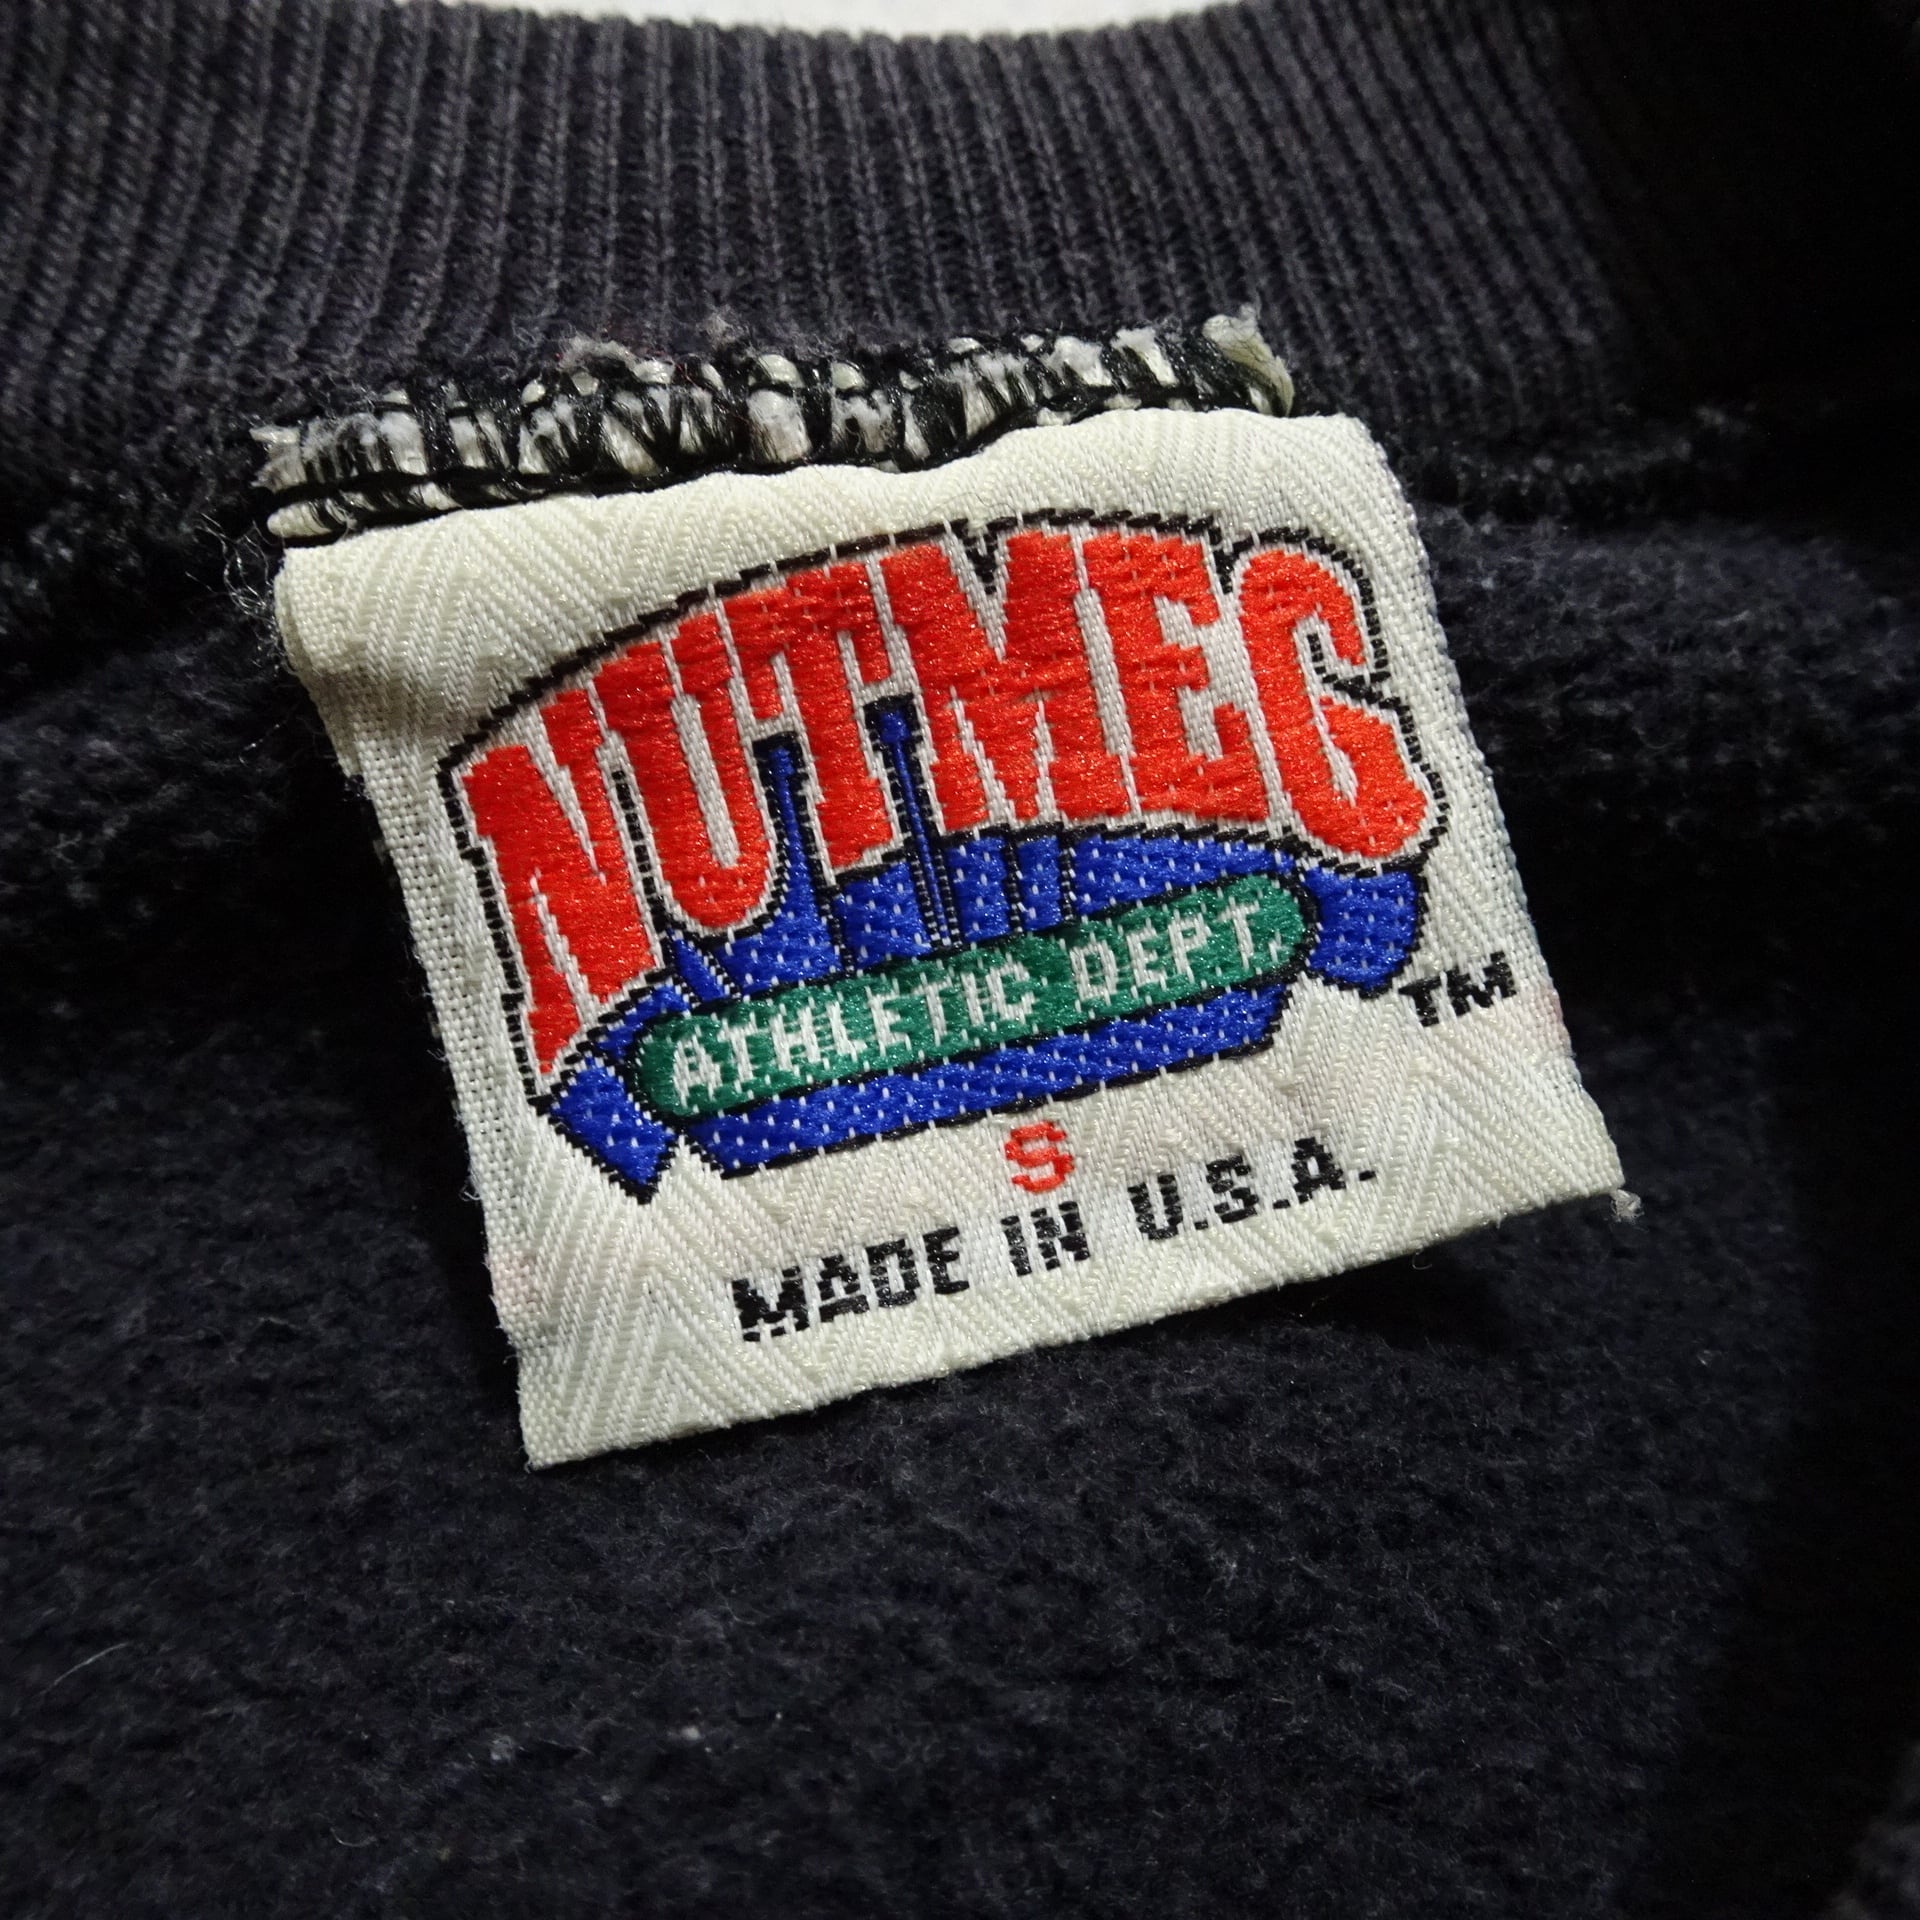 NUTMEG
ATHLETIC DEPT.
TM
S
MADE IN U.S.A.